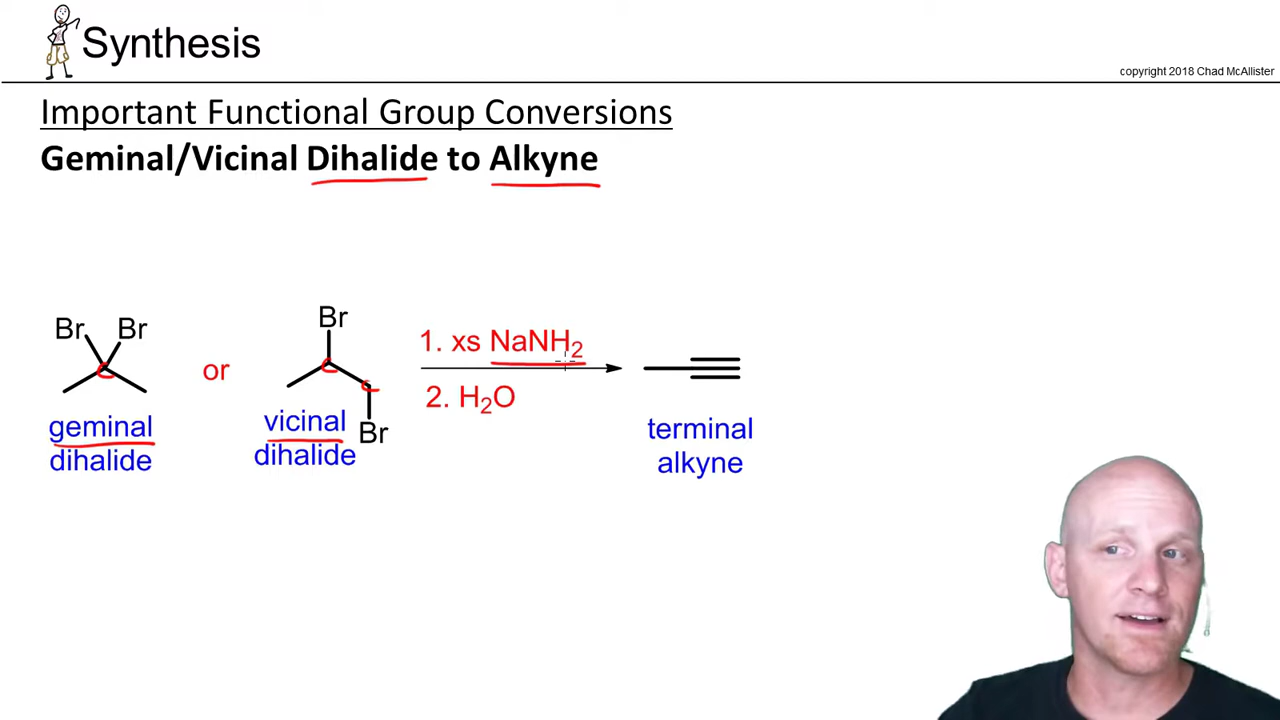 Synthesis
copyright 2018 Chad McAllister
Important Functional Group Conversions
Geminal/Vicinal Dihalide to Alkyne
Br Br
geminal
dihalide
or
Br
Br
vicinal
dihalide
1. xs NaNH₂
2. H₂O
terminal
alkyne